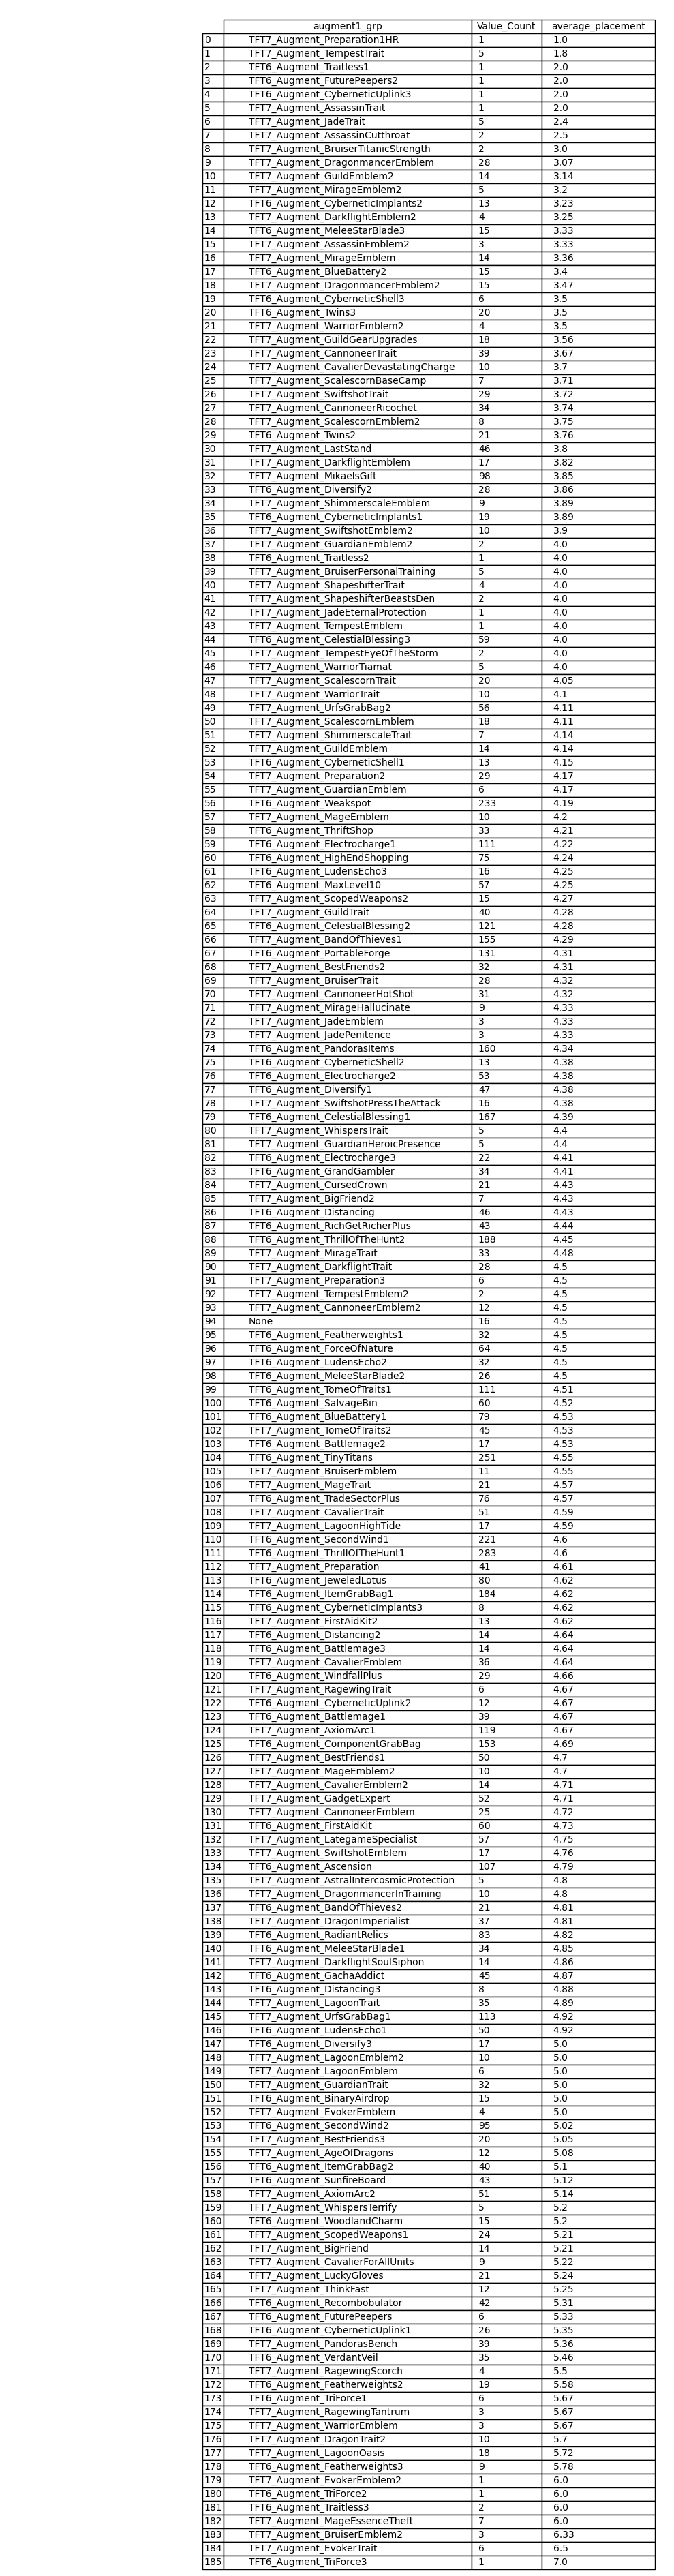 augment1_grp Value_Count average_placement
0 TFT7_Augment_Preparation1HR 1 1.0
1 TFT7_Augment_TempestTrait 5 1.8
2 TFT6_Augment_Traitless1 1 2.0
3 TFT6_Augment_FuturePeepers2 1 2.0
4 TFT6_Augment_CyberneticUplink3 1 2.0
5 TFT7_Augment_AssassinTrait 1 2.0
6 TFT7_Augment_JadeTrait 5 2.4
7 TFT7_Augment_AssassinCutthroat 2 2.5
8 TFT7_Augment_BruiserTitanicStrength 2 3.0
9 TFT7_Augment_DragonmancerEmblem 28 3.07
10 TFT7_Augment_GuildEmblem2 14 3.14
11 TFT7_Augment_MirageEmblem2 5 3.2
12 TFT6_Augment_CyberneticImplants2 13 3.23
13 TFT7_Augment_DarkflightEmblem2 4 3.25
14 TFT6_Augment_MeleeStarBlade3 15 3.33
15 TFT7_Augment_AssassinEmblem2 3 3.33
16 TFT7_Augment_MirageEmblem 14 3.36
17 TFT6_Augment_BlueBattery2 15 3.4
18 TFT7_Augment_DragonmancerEmblem2 15 3.47
19 TFT6_Augment_CyberneticShell3 6 3.5
20 TFT6_Augment_Twins3 20 3.5
21 TFT7_Augment_WarriorEmblem2 4 3.5
22 TFT7_Augment_GuildGearUpgrades 18 3.56
23 TFT7_Augment_CannoneerTrait 39 3.67
24 TFT7_Augment_CavalierDevastatingCharge 10 3.7
25 TFT7_Augment_ScalescornBaseCamp 7 3.71
26 TFT7_Augment_SwiftshotTrait 29 3.72
27 TFT7_Augment_CannoneerRicochet 34 3.74
28 TFT7_Augment_ScalescornEmblem2 8 3.75
29 TFT6_Augment_Twins2 21 3.76
30 TFT7_Augment_LastStand 46 3.8
31 TFT7_Augment_DarkflightEmblem 17 3.82
32 TFT7_Augment_MikaelsGift 98 3.85
33 TFT6_Augment_Diversify2 28 3.86
34 TFT7_Augment_ShimmerscaleEmblem 9 3.89
35 TFT6_Augment_CyberneticImplants1 19 3.89
36 TFT7_Augment_SwiftshotEmblem2 10 3.9
37 TFT7_Augment_GuardianEmblem2 2 4.0
38 TFT6_Augment_Traitless2 1 4.0
39 TFT7_Augment_BruiserPersonalTraining 5 4.0
40 TFT7_Augment_ShapeshifterTrait 4 4.0
41 TFT7_Augment_ShapeshifterBeastsDen 2 4.0
42 TFT7_Augment_JadeEternalProtection 1 4.0
43 TFT7_Augment_TempestEmblem 1 4.0
44 TFT6_Augment_CelestialBlessing3 59 4.0
45 TFT7_Augment_TempestEyeOfTheStorm 2 4.0
46 TFT7_Augment_WarriorTiamat 5 4.0
47 TFT7_Augment_ScalescornTrait 20 4.05
48 TFT7_Augment_WarriorTrait 10 4.1
49 TFT7_Augment_UrfsGrabBag2 56 4.11
50 TFT7_Augment_ScalescornEmblem 18 4.11
51 TFT7_Augment_ShimmerscaleTrait 7 4.14
52 TFT7_Augment_GuildEmblem 14 4.14
53 TFT6_Augment_CyberneticShell1 13 4.15
54 TFT7_Augment_Preparation2 29 4.17
55 TFT7_Augment_GuardianEmblem 6 4.17
56 TFT6_Augment_Weakspot 233 4.19
57 TFT7_Augment_MageEmblem 10 4.2
58 TFT6_Augment_ThriftShop 33 4.21
59 TFT6_Augment_Electrocharge1 111 4.22
60 TFT6_Augment_HighEndShopping 75 4.24
61 TFT6_Augment_LudensEcho3 16 4.25
62 TFT6_Augment_MaxLevel10 57 4.25
63 TFT7_Augment_ScopedWeapons2 15 4.27
64 TFT7_Augment_GuildTrait 40 4.28
65 TFT6_Augment_CelestialBlessing2 121 4.28
66 TFT7_Augment_BandOfThieves1 155 4.29
67 TFT6_Augment_PortableForge 131 4.31
68 TFT7_Augment_BestFriends2 32 4.31
69 TFT7_Augment_BruiserTrait 28 4.32
70 TFT7_Augment_CannoneerHotShot 31 4.32
71 TFT7_Augment_MirageHallucinate 9 4.33
72 TFT7_Augment_JadeEmblem 3 4.33
73 TFT7_Augment_JadePenitence 3 4.33
74 TFT6_Augment_PandorasItems 160 4.34
75 TFT6_Augment_CyberneticShell2 13 4.38
76 TFT6_Augment_Electrocharge2 53 4.38
77 TFT6_Augment_Diversify1 47 4.38
78 TFT7_Augment_SwiftshotPressTheAttack 16 4.38
79 TFT6_Augment_CelestialBlessing1 167 4.39
80 TFT7_Augment_WhispersTrait 5 4.4
81 TFT7_Augment_GuardianHeroicPresence 5 4.4
82 TFT6_Augment_Electrocharge3 22 4.41
83 TFT6_Augment_GrandGambler 34 4.41
84 TFT7_Augment_CursedCrown 21 4.43
85 TFT7_Augment_BigFriend2 7 4.43
86 TFT6_Augment_Distancing 46 4.43
87 TFT6_Augment_RichGetRicherPlus 43 4.44
88 TFT6_Augment_ThrillOfTheHunt2 188 4.45
89 TFT7_Augment_MirageTrait 33 4.48
90 TFT7_Augment_DarkflightTrait 28 4.5
91 TFT7_Augment_Preparation3 6 4.5
92 TFT7_Augment_TempestEmblem2 2 4.5
93 TFT7_Augment_CannoneerEmblem2 12 4.5
94 None 16 4.5
95 TFT6_Augment_Featherweights1 32 4.5
96 TFT6_Augment_ForceOfNature 64 4.5
97 TFT6_Augment_LudensEcho2 32 4.5
98 TFT6_Augment_MeleeStarBlade2 26 4.5
99 TFT6_Augment_TomeOfTraits1 111 4.51
100 TFT6_Augment_SalvageBin 60 4.52
101 TFT6_Augment_BlueBattery1 79 4.53
102 TFT6_Augment_TomeOfTraits2 45 4.53
103 TFT6_Augment_Battlemage2 17 4.53
104 TFT6_Augment_TinyTitans 251 4.55
105 TFT7_Augment_BruiserEmblem 11 4.55
106 TFT7_Augment_MageTrait 21 4.57
107 TFT6_Augment_TradeSectorPlus 76 4.57
108 TFT7_Augment_CavalierTrait 51 4.59
109 TFT7_Augment_LagoonHighTide 17 4.59
110 TFT6_Augment_SecondWind1 221 4.6
111 TFT6_Augment_ThrillOfTheHunt1 283 4.6
112 TFT7_Augment_Preparation 41 4.61
113 TFT6_Augment_JeweledLotus 80 4.62
114 TFT6_Augment_ItemGrabBag1 184 4.62
115 TFT6_Augment_CyberneticImplants3 8 4.62
116 TFT7_Augment_FirstAidKit2 13 4.62
117 TFT6_Augment_Distancing2 14 4.64
118 TFT6_Augment_Battlemage3 14 4.64
119 TFT7_Augment_CavalierEmblem 36 4.64
120 TFT6_Augment_WindfallPlus 29 4.66
121 TFT7_Augment_RagewingTrait 6 4.67
122 TFT6_Augment_CyberneticUplink2 12 4.67
123 TFT6_Augment_Battlemage1 39 4.67
124 TFT7_Augment_AxiomArc1 119 4.67
125 TFT6_Augment_ComponentGrabBag 153 4.69
126 TFT7_Augment_BestFriends1 50 4.7
127 TFT7_Augment_MageEmblem2 10 4.7
128 TFT7_Augment_CavalierEmblem2 14 4.71
129 TFT7_Augment_GadgetExpert 52 4.71
130 TFT7_Augment_CannoneerEmblem 25 4.72
131 TFT6_Augment_FirstAidKit 60 4.73
132 TFT7_Augment_LategameSpecialist 57 4.75
133 TFT7_Augment_SwiftshotEmblem 17 4.76
134 TFT6_Augment_Ascension 107 4.79
135 TFT7_Augment_AstralIntercosmicProtection 5 4.8
136 TFT7_Augment_DragonmancerInTraining 10 4.8
137 TFT6_Augment_BandOfThieves2 21 4.81
138 TFT7_Augment_DragonImperialist 37 4.81
139 TFT6_Augment_RadiantRelics 83 4.82
140 TFT6_Augment_MeleeStarBlade1 34 4.85
141 TFT7_Augment_DarkflightSoulSiphon 14 4.86
142 TFT7_Augment_GachaAddict 45 4.87
143 TFT6_Augment_Distancing3 8 4.88
144 TFT7_Augment_LagoonTrait 35 4.89
145 TFT7_Augment_UrfsGrabBag1 113 4.92
146 TFT6_Augment_LudensEcho1 50 4.92
147 TFT6_Augment_Diversify3 17 5.0
148 TFT7_Augment_LagoonEmblem2 10 5.0
149 TFT7_Augment_LagoonEmblem 6 5.0
150 TFT7_Augment_GuardianTrait 32 5.0
151 TFT6_Augment_BinaryAirdrop 15 5.0
152 TFT7_Augment_EvokerEmblem 4 5.0
153 TFT6_Augment_SecondWind2 95 5.02
154 TFT7_Augment_BestFriends3 20 5.05
155 TFT7_Augment_AgeOfDragons 12 5.08
156 TFT6_Augment_ItemGrabBag2 40 5.1
157 TFT6_Augment_SunfireBoard 43 5.12
158 TFT7_Augment_AxiomArc2 51 5.14
159 TFT7_Augment_WhispersTerrify 5 5.2
160 TFT6_Augment_WoodlandCharm 15 5.2
161 TFT7_Augment_ScopedWeapons1 24 5.21
162 TFT7_Augment_BigFriend 14 5.21
163 TFT7_Augment_CavalierForAllUnits 9 5.22
164 TFT7_Augment_LuckyGloves 21 5.24
165 TFT7_Augment_ThinkFast 12 5.25
166 TFT6_Augment_Recombobulator 42 5.31
167 TFT6_Augment_FuturePeepers 6 5.33
168 TFT6_Augment_CyberneticUplink1 26 5.35
169 TFT7_Augment_PandorasBench 39 5.36
170 TFT6_Augment_VerdantVeil 35 5.46
171 TFT7_Augment_RagewingScorch 4 5.5
172 TFT6_Augment_Featherweights2 19 5.58
173 TFT6_Augment_TriForce1 6 5.67
174 TFT7_Augment_RagewingTantrum 3 5.67
175 TFT7_Augment_WarriorEmblem 3 5.67
176 TFT7_Augment_DragonTrait2 10 5.7
177 TFT7_Augment_LagoonOasis 18 5.72
178 TFT6_Augment_Featherweights3 9 5.78
179 TFT7_Augment_EvokerEmblem2 1 6.0
180 TFT6_Augment_TriForce2 1 6.0
181 TFT6_Augment_Traitless3 2 6.0
182 TFT7_Augment_MageEssenceTheft 7 6.0
183 TFT7_Augment_BruiserEmblem2 3 6.33
184 TFT7_Augment_EvokerTrait 6 6.5
185 TFT6_Augment_TriForce3 1 7.0